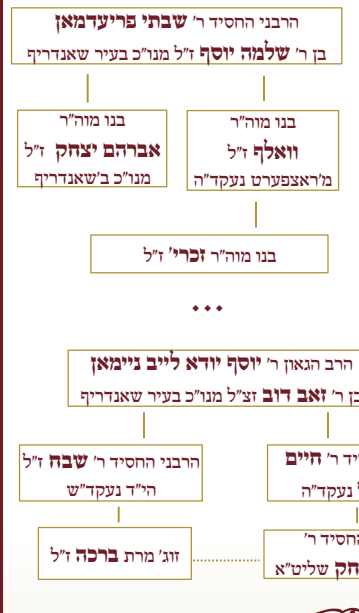 הרבני החסיד ר' שבתי פריעדמאן
בן ר' שלמה יוסף ז"ל מנו"כ בעיר שאנדריף
בנו מוה"ר
וואלף ז"ל
מ'ראצפערט נעקד"ה
בנו מוה"ר
אברהם יצחק ז"ל
מנו"כ ב'שאנדריף
בנו מוה"ר זכרי' ז"ל
הרב הגאון ר' יוסף יודא לייב ניימאן
בן ר' זאב דוב זצ"ל מנו"כ בעיר שאנדריף
ר' חיים
נעקד"ה
הרבני החסיד ר' שבח ז"ל
הי"ד נעקד"ש
החסיד ר'
שליט"א
זוג' מרת ברכה ז"ל